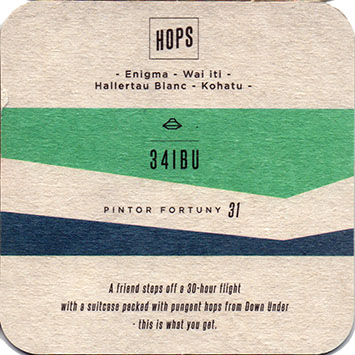 HOPS
- Enigma - Wai iti -
Hallertau Blanc - Kohatu -
34IBU
PINTOR FORTUNY 31
A friend steps off a 30-hour flight
with a suitcase packed with pungent hops from Down Under
- this is what you get.